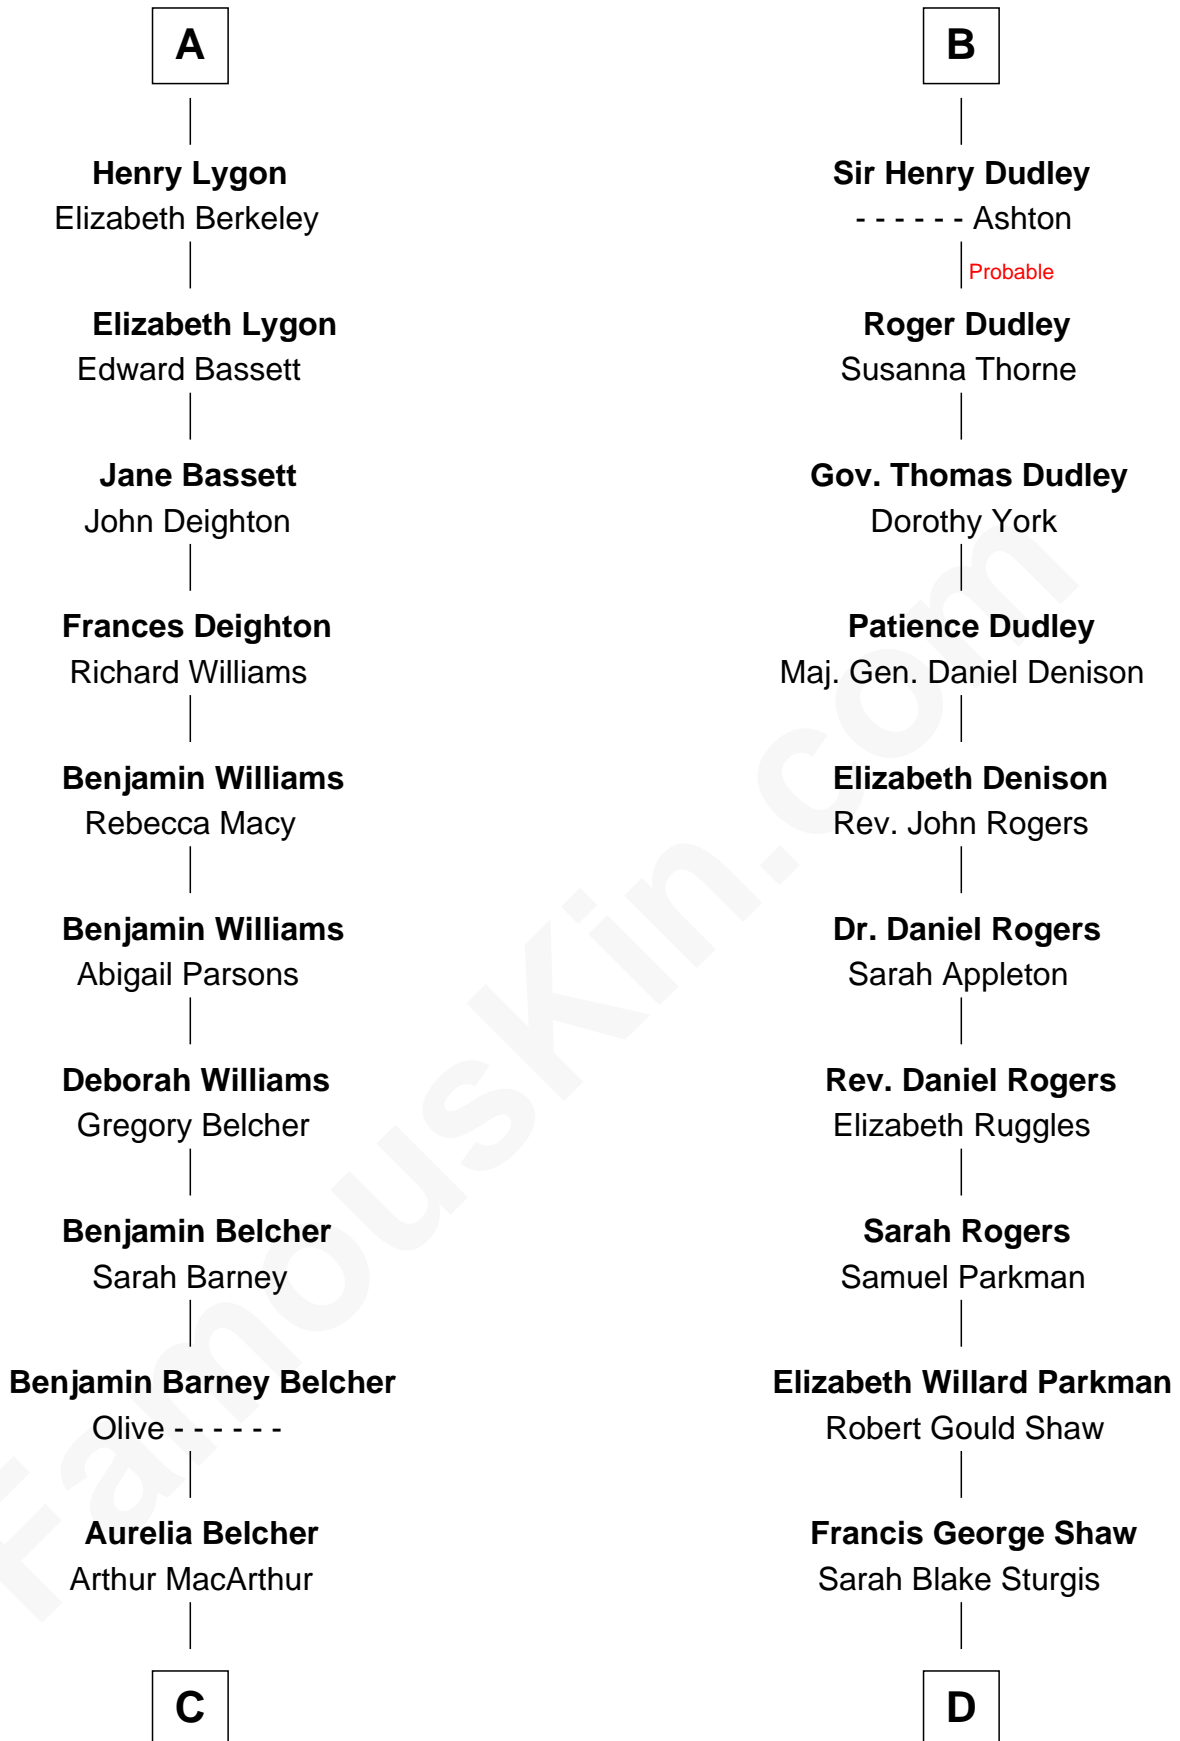 A
Henry Lygon
Elizabeth Berkeley
Elizabeth Lygon
Edward Bassett
Jane Bassett
John Deighton
Frances Deighton
Richard Williams
Benjamin Williams
Rebecca Macy
Benjamin Williams
Abigail Parsons
Deborah Williams
Gregory Belcher
Benjamin Belcher
Sarah Barney
Benjamin Barney Belcher
Olive - - - - - -
Aurelia Belcher
Arthur MacArthur
C
B
Sir Henry Dudley
- - - - - - Ashton
Probable
Roger Dudley
Susanna Thorne
Gov. Thomas Dudley
Dorothy York
Patience Dudley
Maj. Gen. Daniel Denison
Elizabeth Denison
Rev. John Rogers
Dr. Daniel Rogers
Sarah Appleton
Rev. Daniel Rogers
Elizabeth Ruggles
Sarah Rogers
Samuel Parkman
Elizabeth Willard Parkman
Robert Gould Shaw
Francis George Shaw
Sarah Blake Sturgis
D
FamousKin.com